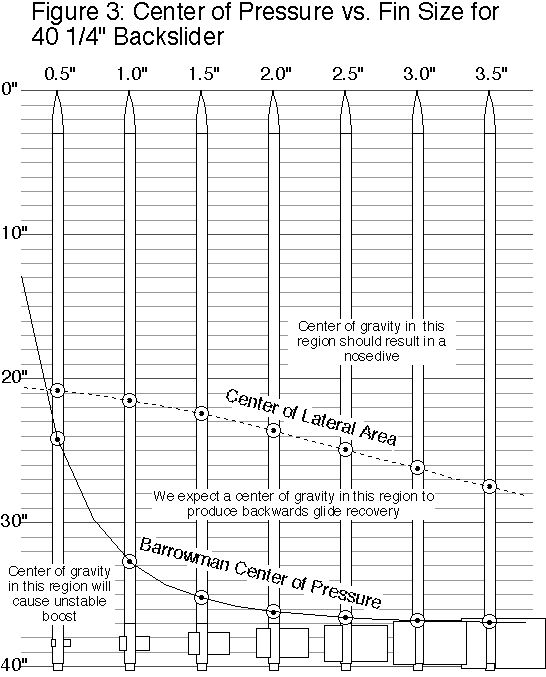 Figure 3: Center of Pressure vs. Fin Size for
40 1/4" Backslider
0.5" 1.0" 1.5" 2.0" 2.5" 3.0" 3.5"
0"
10"
Center of gravity in this
region should result in a
nosedive
20"
Center of Lateral Area
We expect a center of gravity in this region to
produce backwards glide recovery
30"
Barrowman Center of Pressure
Center of gravity
in this region will
cause unstable
boost
40"